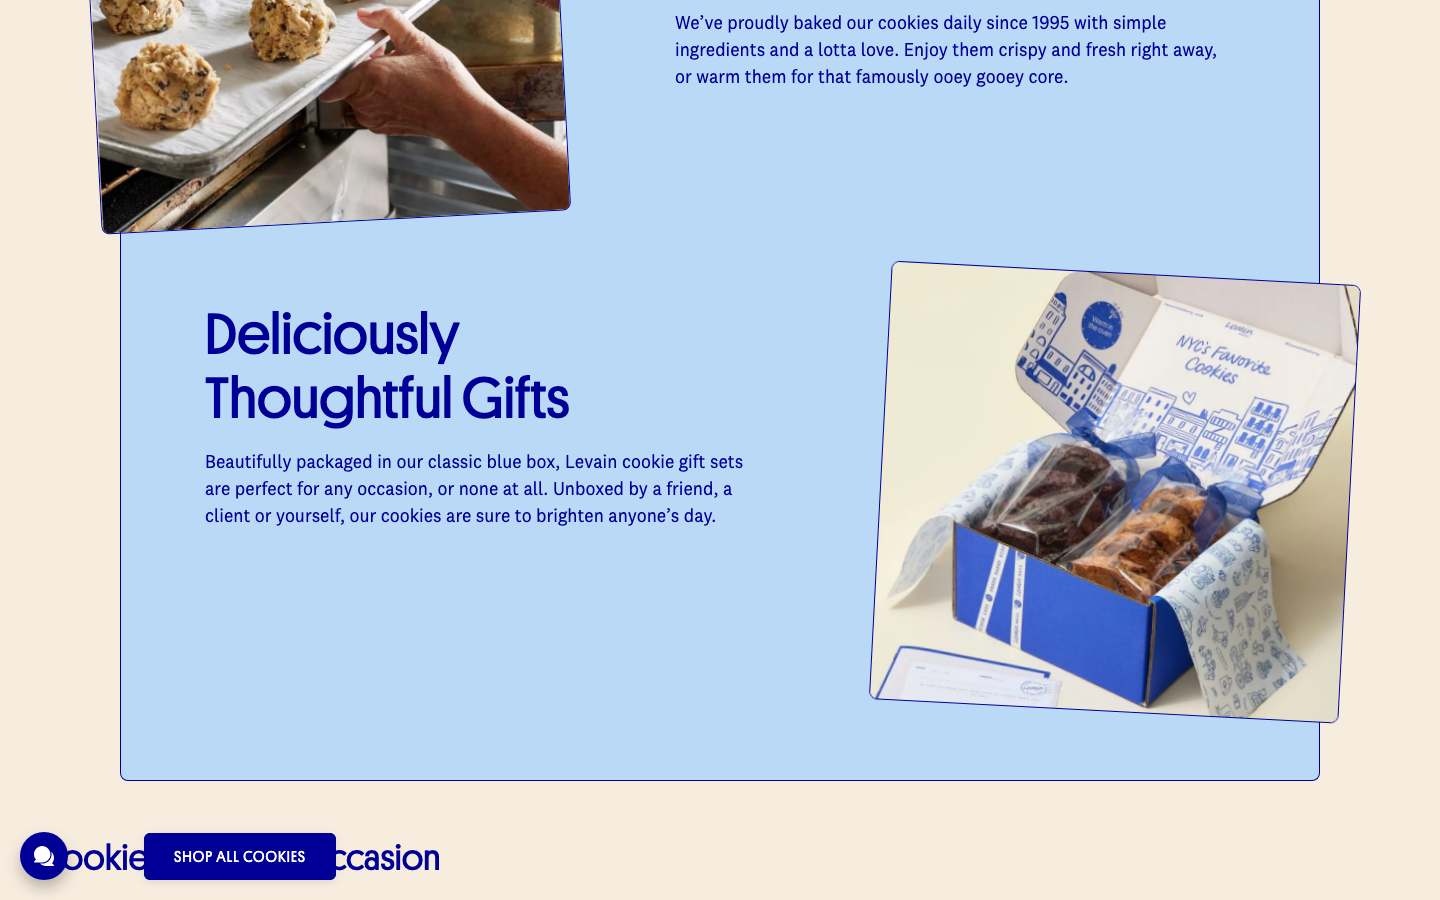 We’ve proudly baked our cookies daily since 1995 with simple
ingredients and a lotta love. Enjoy them crispy and fresh right away,
or warm them for that famously ooey gooey core.
Deliciously
Thoughtful Gifts
Beautifully packaged in our classic blue box, Levain cookie gift sets
are perfect for any occasion, or none at all. Unboxed by a friend, a
client or yourself, our cookies are sure to brighten anyone’s day.
NYC's Favorite
Cookies
SHOP ALL COOKIES